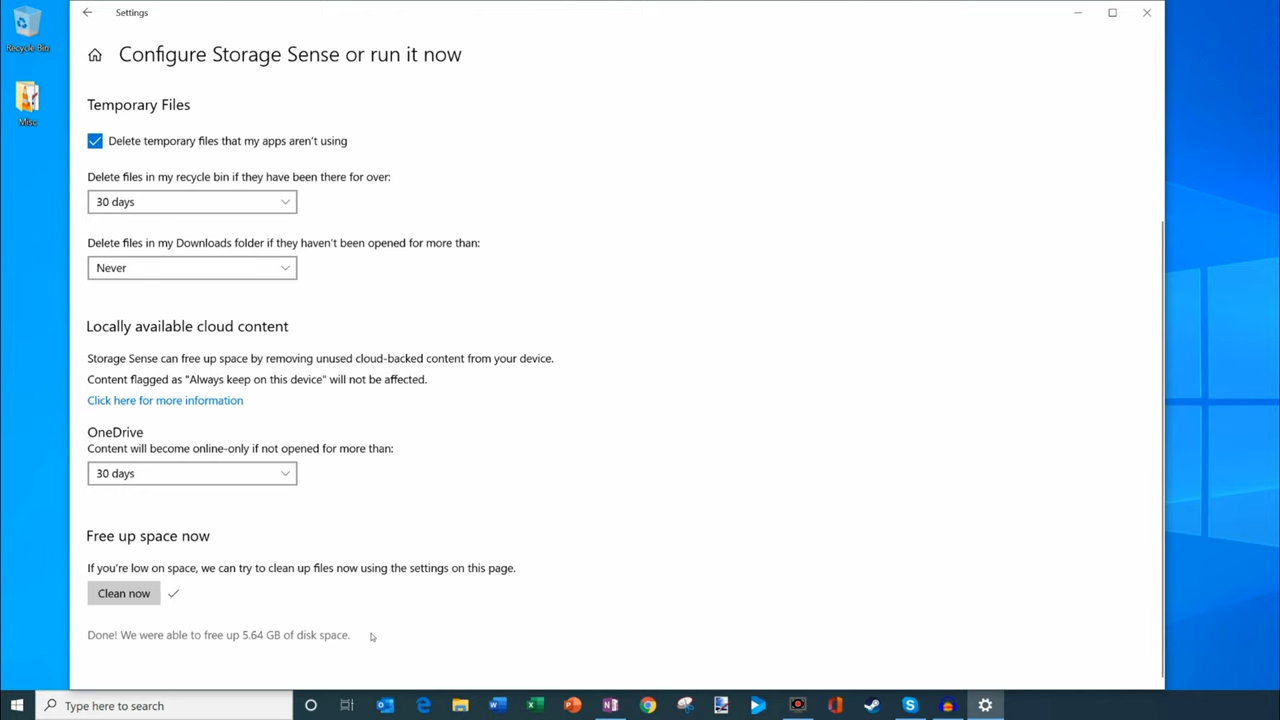 Settings
Recycle Bin
Configure Storage Sense or run it now
Misc
Temporary Files
Delete temporary files that my apps aren't using
Delete files in my recycle bin if they have been there for over:
30 days
Delete files in my Downloads folder if they haven't been opened for more than:
Never
Locally available cloud content
Storage Sense can free up space by removing unused cloud-backed content from your device.
Content flagged as "Always keep on this device" will not be affected.
Click here for more information
OneDrive
Content will become online-only if not opened for more than:
30 days
Free up space now
If you're low on space, we can try to clean up files now using the settings on this page.
Clean now
Done! We were able to free up 5.64 GB of disk space.
Type here to search